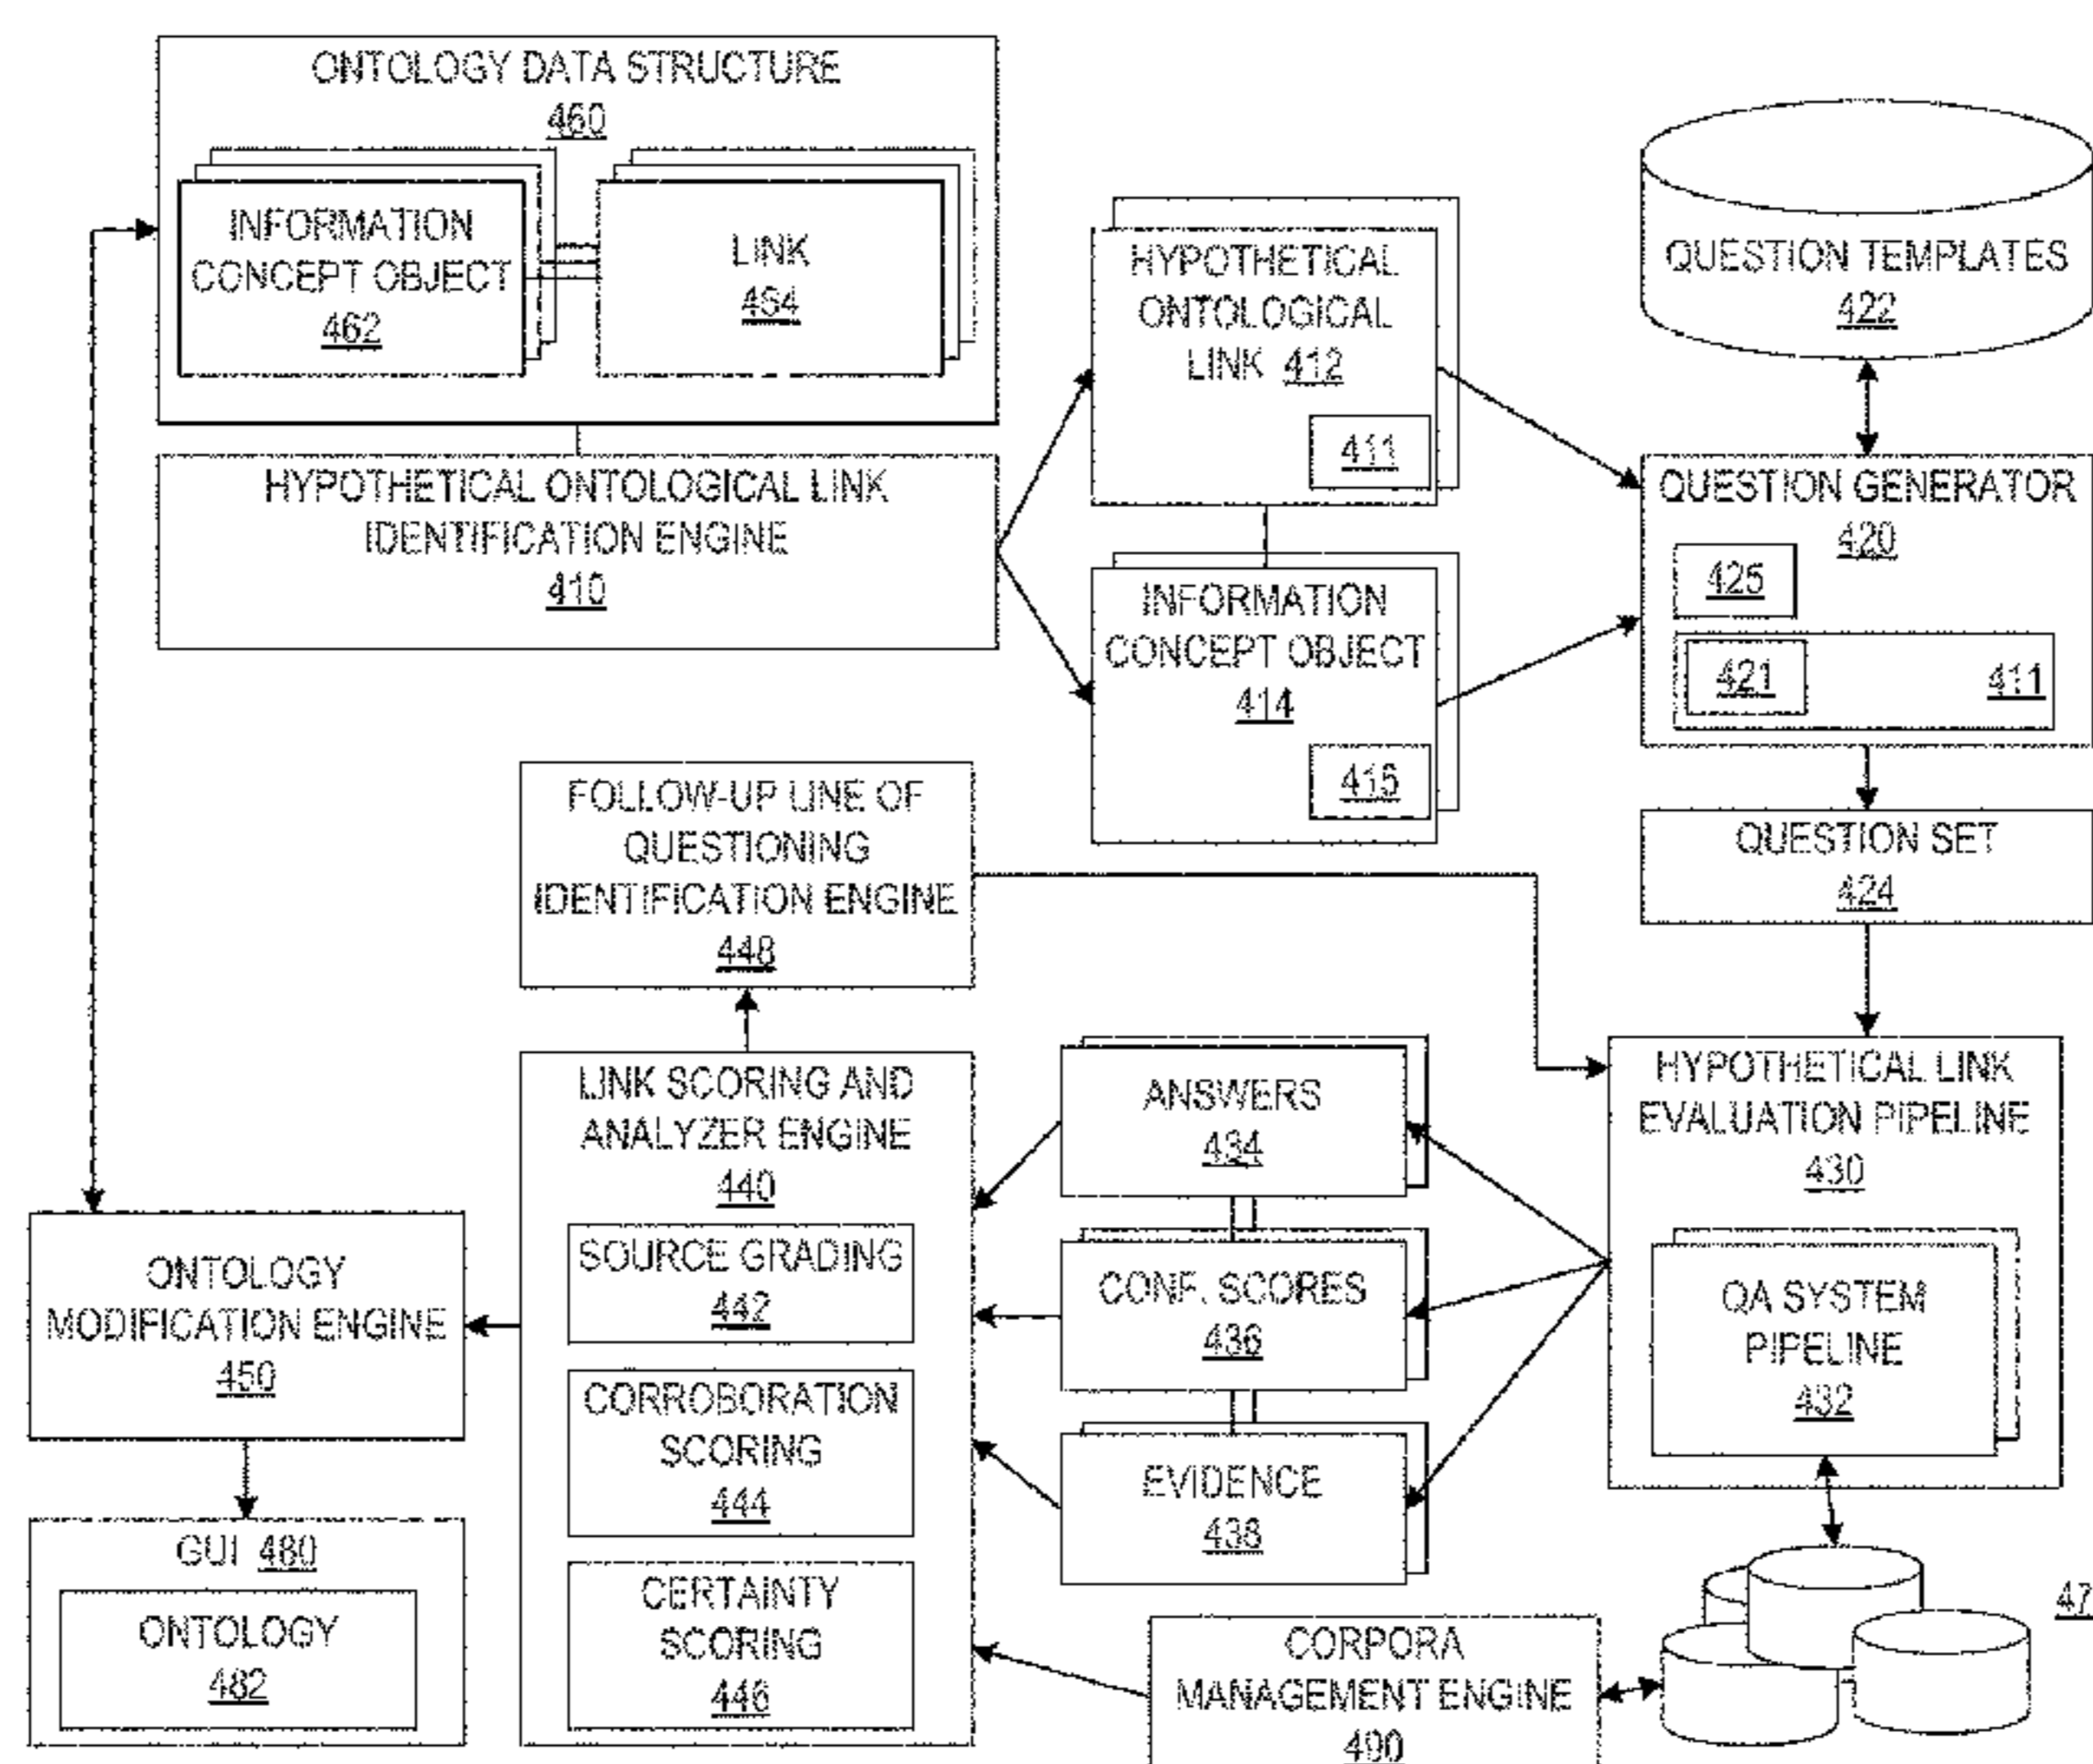 ONTOLOGY DATA STRUCTURE
460
INFORMATION
CONCEPT OBJECT
462
LINK
464
HYPOTHETICAL ONTOLOGICAL LINK
IDENTIFICATION ENGINE
410
HYPOTHETICAL
ONTOLOGICAL
LINK 412
411
INFORMATION
CONCEPT OBJECT
414
415
QUESTION TEMPLATES
422
QUESTION GENERATOR
420
425
421
411
QUESTION SET
424
FOLLOW-UP LINE OF
QUESTIONING
IDENTIFICATION ENGINE
448
LINK SCORING AND
ANALYZER ENGINE
440
SOURCE GRADING
442
CORROBORATION
SCORING
444
CERTAINTY
SCORING
446
ANSWERS
434
CONF. SCORES
436
EVIDENCE
438
HYPOTHETICAL LINK
EVALUATION PIPELINE
430
QA SYSTEM
PIPELINE
432
ONTOLOGY
MODIFICATION ENGINE
450
GUI 480
ONTOLOGY
482
CORPORA
MANAGEMENT ENGINE
490
47